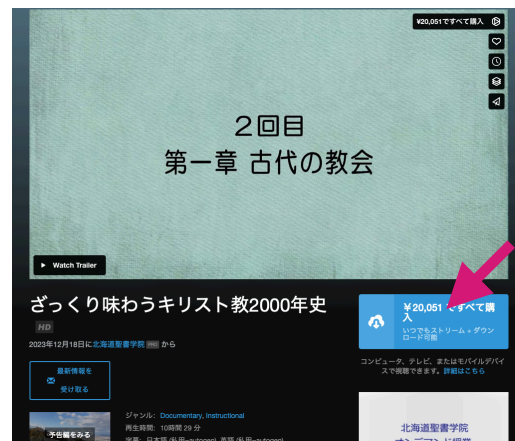 ¥20,051ですべて購入
2回目
第一章 古代の教会
Watch Trailer
ざっくり味わうキリスト教2000年史
HD
2023年12月18日に北海道聖書学院 PRO から
最新情報を
受け取る
¥20,051 ですべて購
入
いつでもストリーム + ダウン
ロード可能
コンピュータ、テレビ、またはモバイルデバイ
スで視聴できます。詳細はこちら
予告編をみる
ジャンル: Documentary, Instructional
再生時間: 10時間 29 分
北海道聖書学院